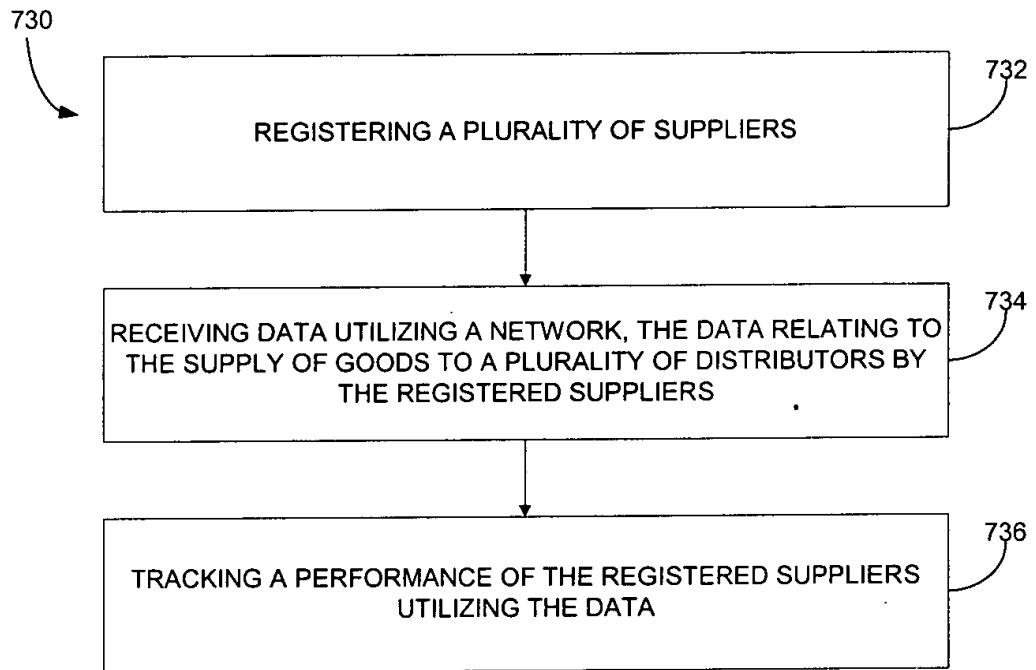 730
732
REGISTERING A PLURALITY OF SUPPLIERS
734
RECEIVING DATA UTILIZING A NETWORK, THE DATA RELATING TO
THE SUPPLY OF GOODS TO A PLURALITY OF DISTRIBUTORS BY
THE REGISTERED SUPPLIERS
736
TRACKING A PERFORMANCE OF THE REGISTERED SUPPLIERS
UTILIZING THE DATA